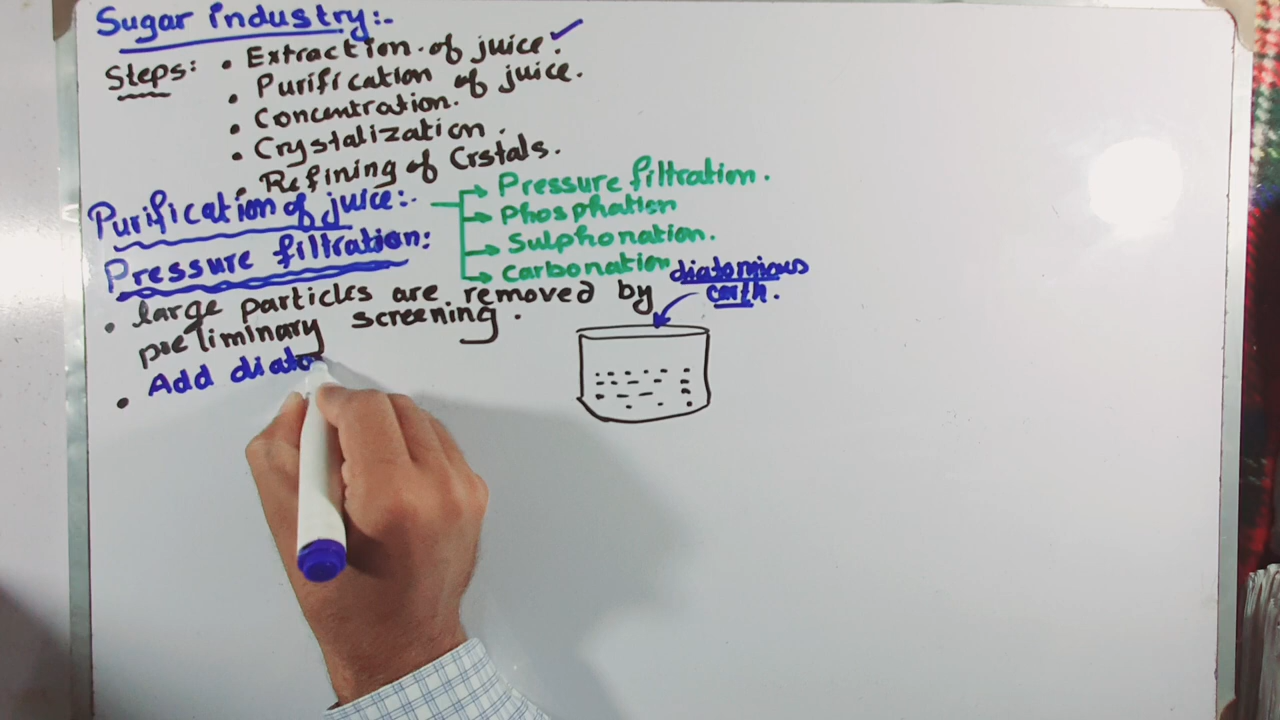 Sugar industry:-
Steps: • Extraction of juice. ✓
• Purification of juice.
• Concentration.
• Crystalization.
• Refining of Crstals.
Purification of juice:-
Pressure filtration.
Phosphation
Sulphonation.
Carbonation
Pressure filtration:
• large particles are removed by
preliminary screening.
• Add diato
diatomious
earth.